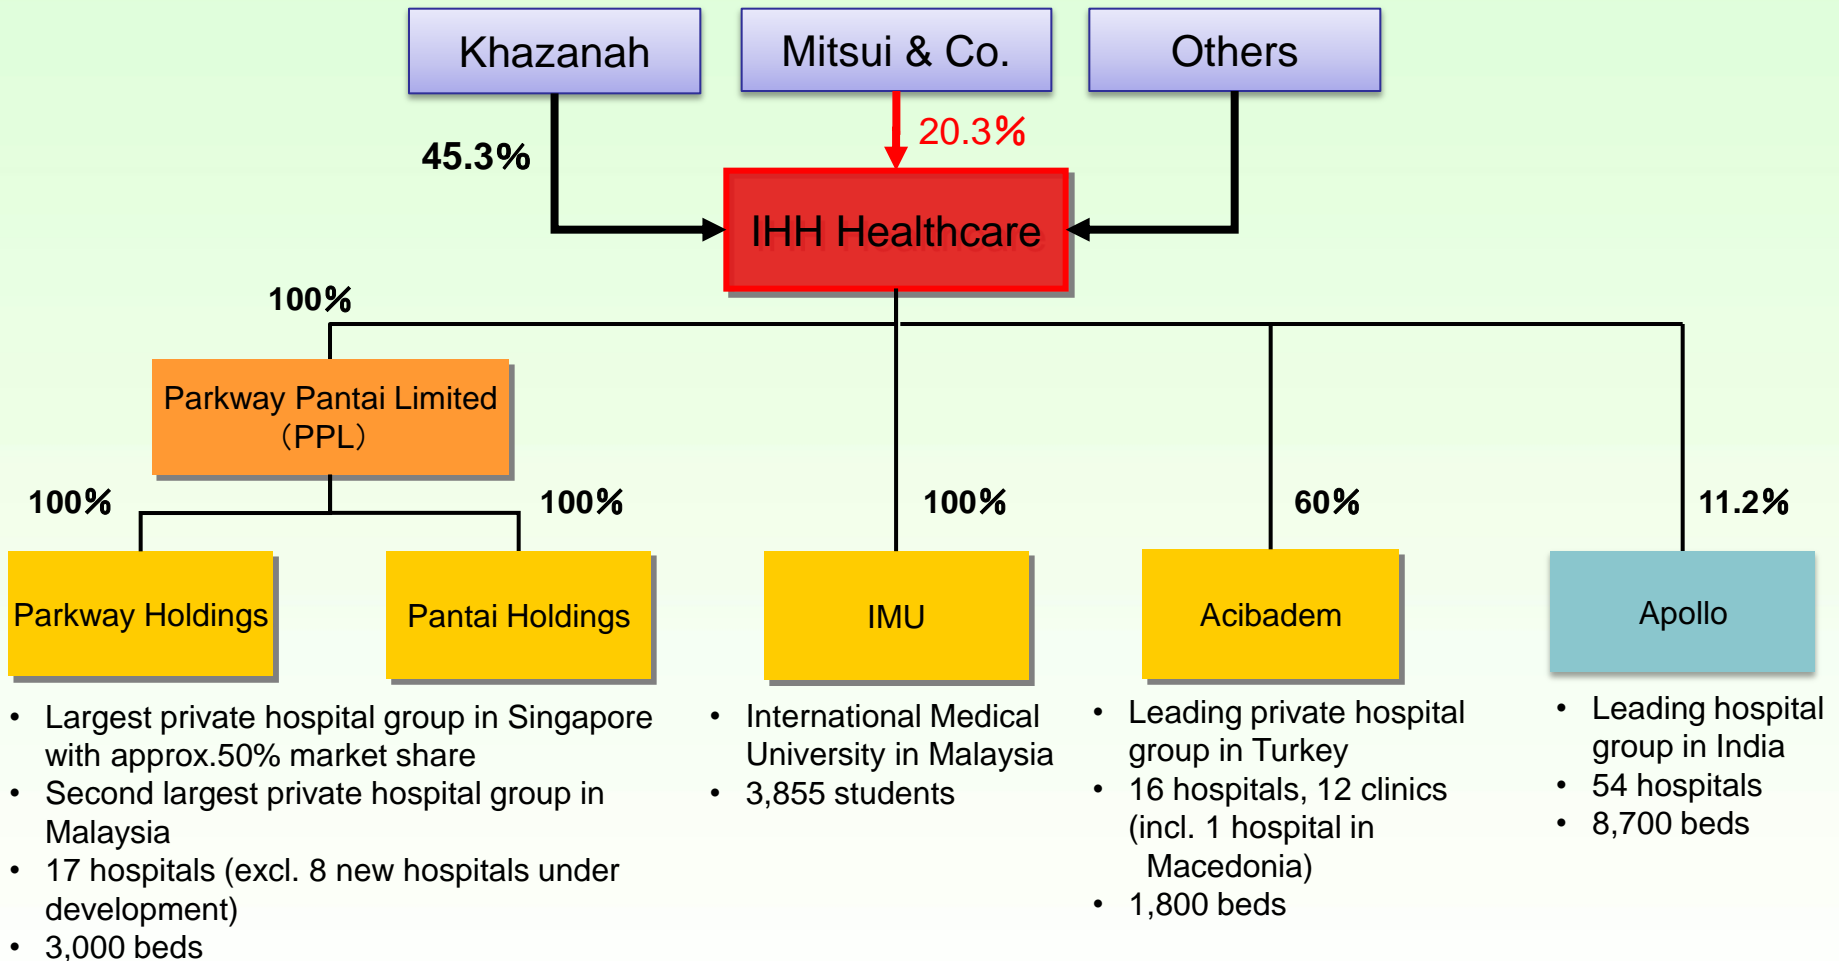 Khazanah
Mitsui & Co.
Others
45.3%
20.3%
IHH Healthcare
100%
Parkway Pantai Limited
（PPL）
100%
100%
100%
60%
11.2%
Parkway Holdings
Pantai Holdings
IMU
Acibadem
Apollo
• Largest private hospital group in Singapore
with approx.50% market share
• Second largest private hospital group in
Malaysia
• 17 hospitals (excl. 8 new hospitals under
development)
• 3,000 beds
• International Medical
University in Malaysia
• 3,855 students
• Leading private hospital
group in Turkey
• 16 hospitals, 12 clinics
(incl. 1 hospital in
Macedonia)
• 1,800 beds
• Leading hospital
group in India
• 54 hospitals
• 8,700 beds